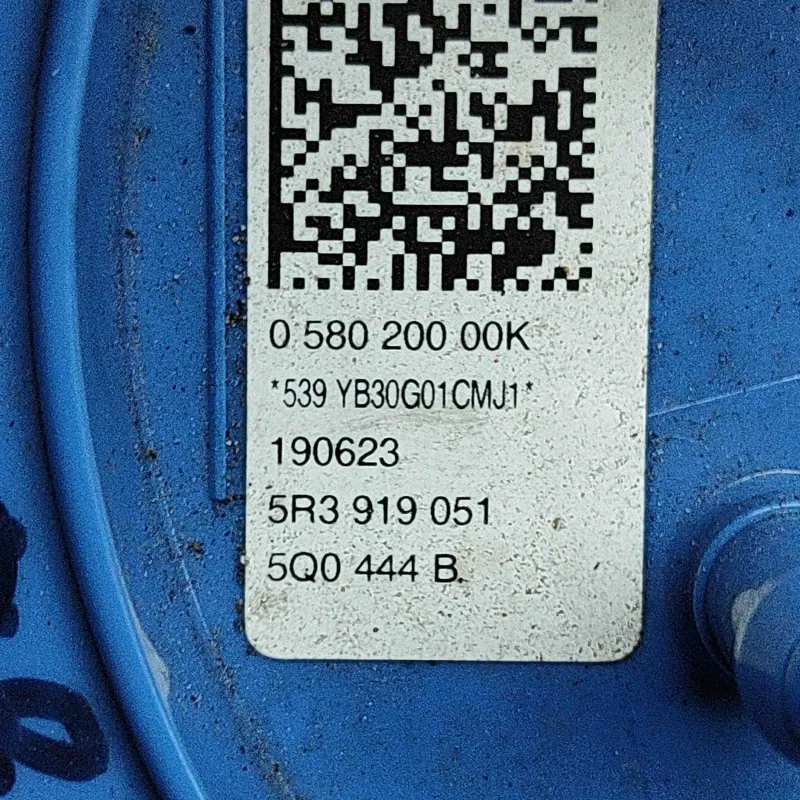 0 580 200 00K
*539 YB30G01CMJ1*
190623
5R3 919 051
5Q0 444 B.